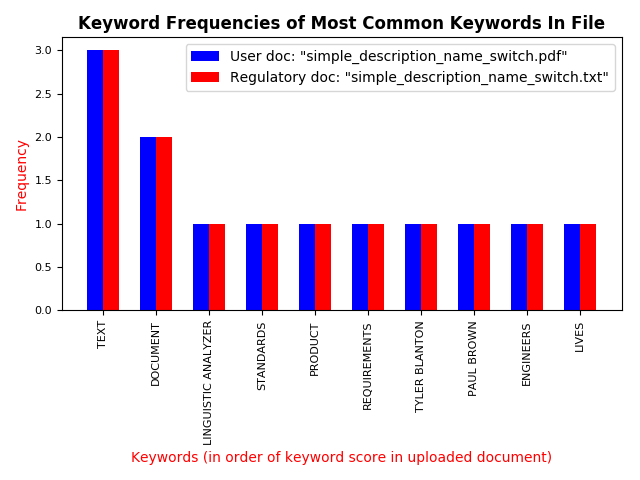 Keyword Frequencies of Most Common Keywords In File
User doc: "simple_description_name_switch.pdf"
Regulatory doc: "simple_description_name_switch.txt"
Frequency
3.0
2.5
2.0
1.5
1.0
0.5
0.0
TEXT
DOCUMENT
LINGUISTIC ANALYZER
STANDARDS
PRODUCT
REQUIREMENTS
TYLER BLANTON
PAUL BROWN
ENGINEERS
LIVES
Keywords (in order of keyword score in uploaded document)